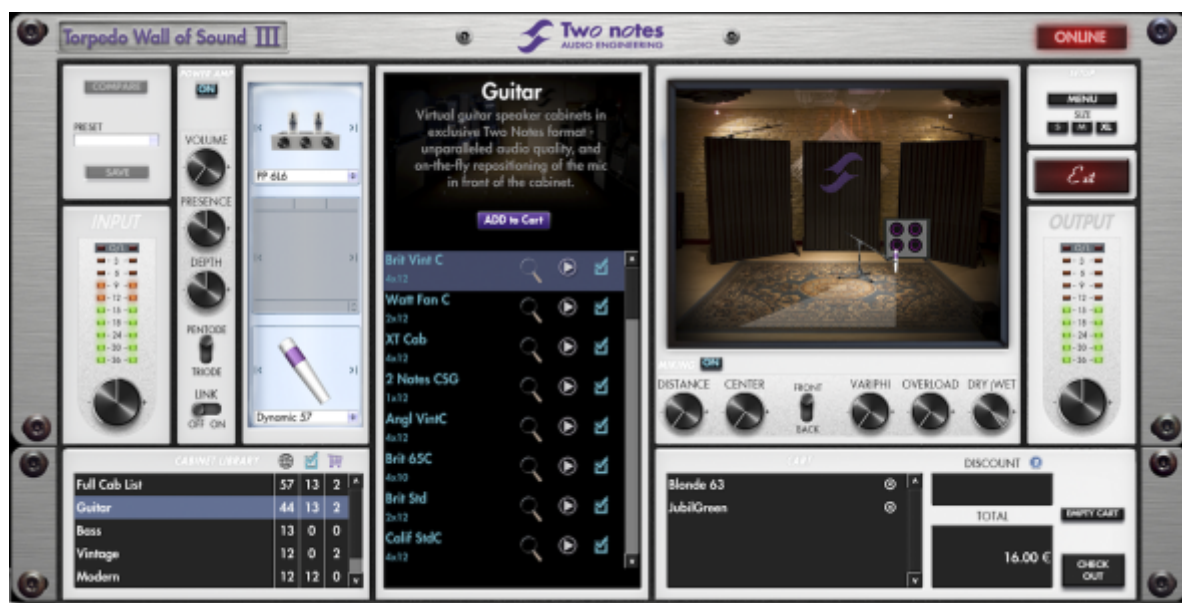 Torpedo Wall of Sound III
Two notes
AUDIO ENGINEERING
ONLINE
COMPARE
PRESET
SAVE
INPUT
POWER AMP
ON
VOLUME
PRESENCE
DEPTH
PENTODE
TRIODE
LINK
OFF ON
PP 6L6
Dynamic 57
Guitar
Virtual guitar speaker cabinets in
exclusive Two Notes format -
unparalleled audio quality, and
on-the-fly repositioning of the mic
in front of the cabinet.
ADD to Cart
Brit Vint C
4x12
Watt Fan C
2x12
XT Cab
4x12
2 Notes CSG
1x12
Angl VintC
4x12
Brit 65C
4x10
Brit Std
2x12
Calif StdC
4x12
MIKING ON
DISTANCE CENTER FRONT VARIPHI OVERLOAD DRY/WET
BACK
SETUP
MENU
SIZE
S M XL
Exit
OUTPUT
CABINET LIBRARY
Full Cab List 57 13 2
Guitar 44 13 2
Bass 13 0 0
Vintage 12 0 2
Modern 12 12 0
CART
Blonde 63
JubilGreen
DISCOUNT ?
TOTAL
16.00 €
EMPTY CART
CHECK
OUT